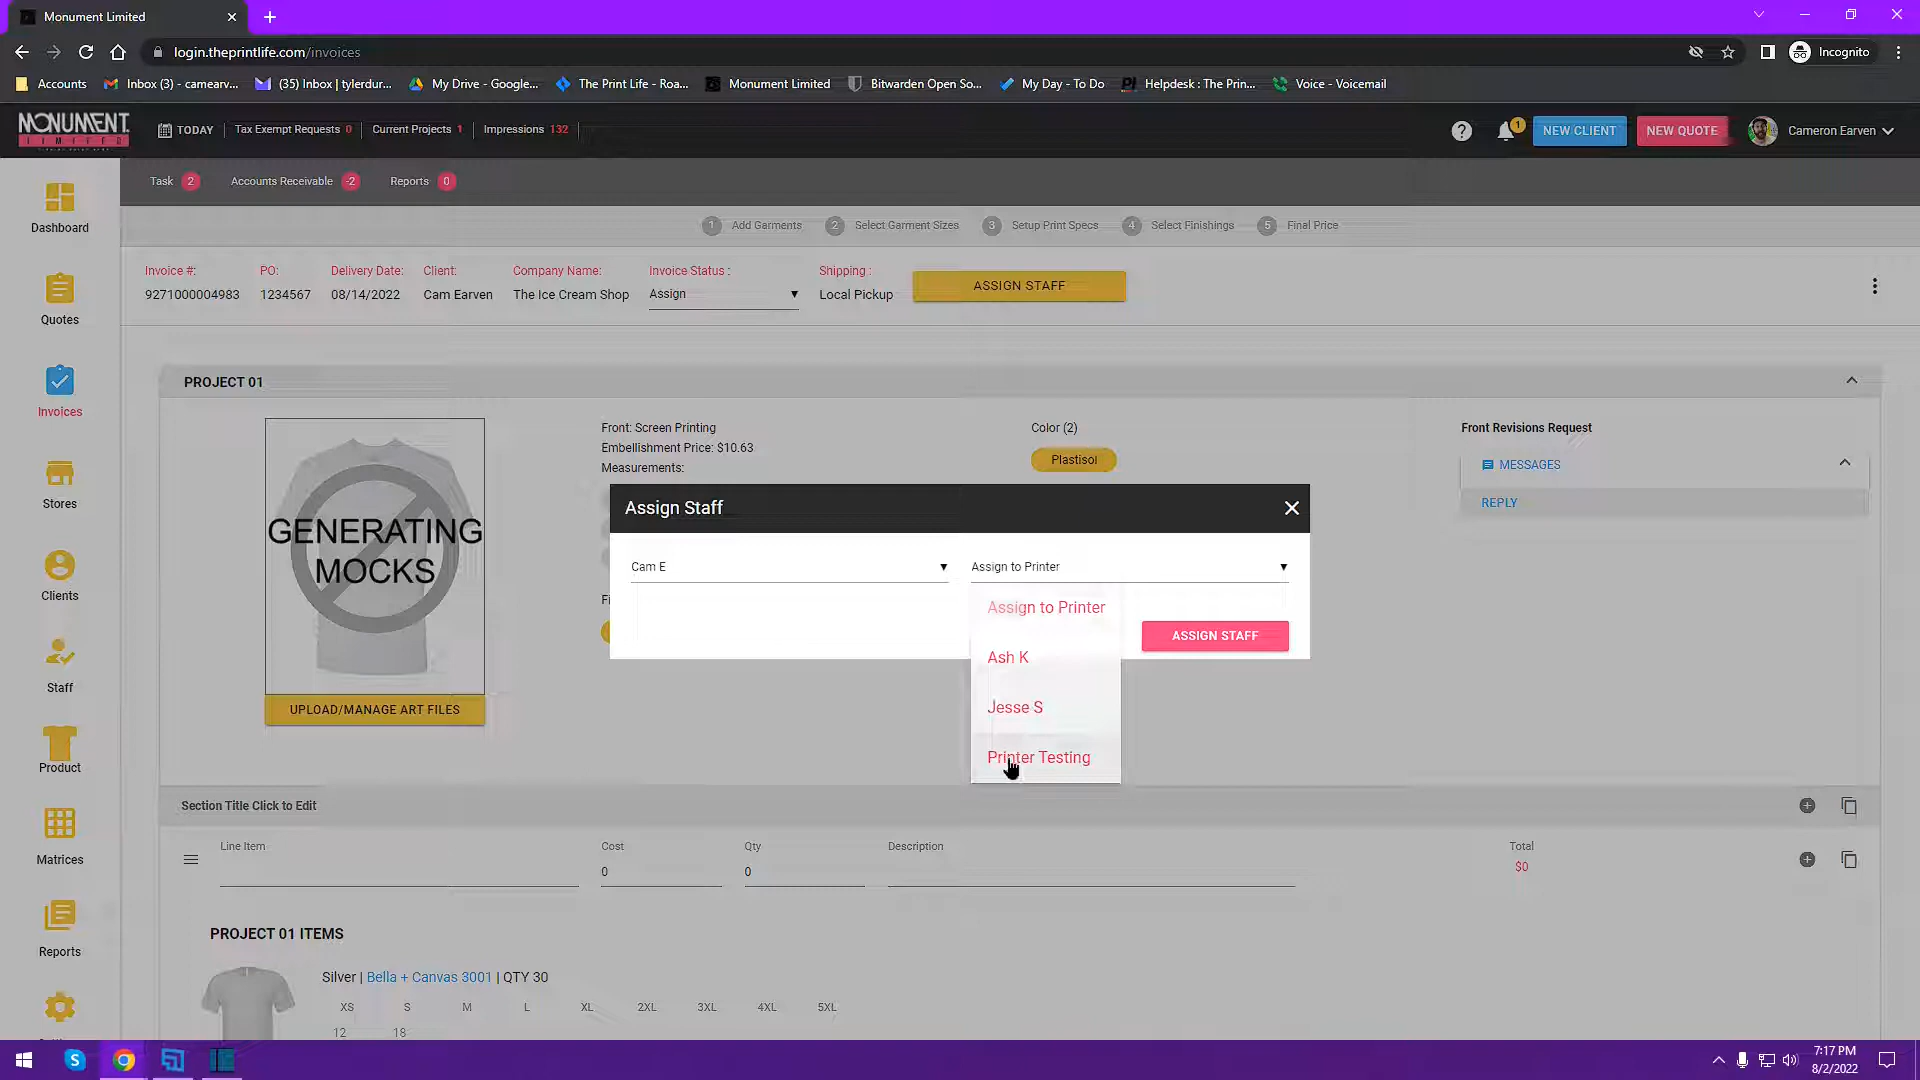 Monument Limited
login.theprintlife.com/invoices
Incognito
Accounts
Inbox (3) - camearv...
(35) Inbox | tylerdur...
My Drive - Google...
The Print Life - Roa...
Monument Limited
Bitwarden Open So...
My Day - To Do
Helpdesk : The Prin...
Voice - Voicemail
MONUMENT
LIMITED
TODAY
Tax Exempt Requests 0
Current Projects 1
Impressions 132
1
NEW CLIENT
NEW QUOTE
Cameron Earven
Task 2
Accounts Receivable -2
Reports 0
1 Add Garments
2 Select Garment Sizes
3 Setup Print Specs
4 Select Finishings
5 Final Price
Dashboard
Quotes
Invoices
Stores
Clients
Staff
Product
Matrices
Reports
Invoice #:
9271000004983
PO:
1234567
Delivery Date:
08/14/2022
Client:
Cam Earven
Company Name:
The Ice Cream Shop
Invoice Status :
Assign
Shipping :
Local Pickup
ASSIGN STAFF
PROJECT 01
GENERATING
MOCKS
UPLOAD/MANAGE ART FILES
Front: Screen Printing
Embellishment Price: $10.63
Measurements:
Color (2)
Plastisol
Front Revisions Request
MESSAGES
REPLY
Fi
Assign Staff
Cam E
Assign to Printer
Assign to Printer
Ash K
Jesse S
Printer Testing
ASSIGN STAFF
Section Title Click to Edit
Line Item
Cost
0
Qty
0
Description
Total
$0
PROJECT 01 ITEMS
Silver | Bella + Canvas 3001 | QTY 30
XS S M L XL 2XL 3XL 4XL 5XL
12 18
7:17 PM
8/2/2022